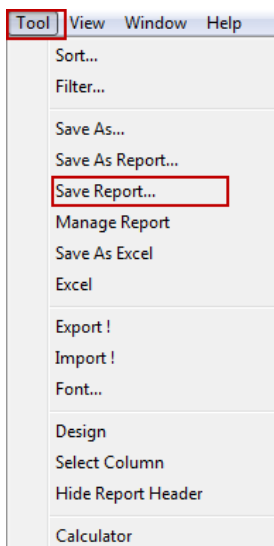 Tool View Window Help
Sort...
Filter...
Save As...
Save As Report...
Save Report...
Manage Report
Save As Excel
Excel
Export !
Import !
Font...
Design
Select Column
Hide Report Header
Calculator